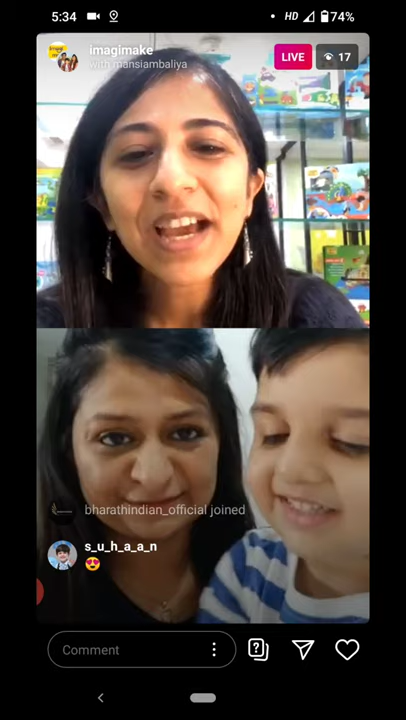 5:34
HD
74%
imagimake
with mansiambaliya
LIVE
17
bharathindian_official joined
s_u_h_a_a_n
😍
Comment